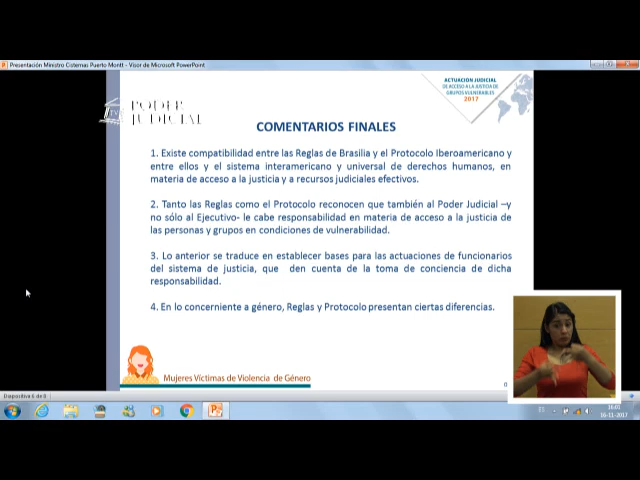 Presentación Ministro Cisternas Puerto Montt - Visor de Microsoft PowerPoint
ACTUACIÓN JUDICIAL
DE ACCESO A LA JUSTICIA DE
GRUPOS VULNERABLES
2017
PODER
JUDICIAL
COMENTARIOS FINALES
1. Existe compatibilidad entre las Reglas de Brasilia y el Protocolo Iberoamericano y
entre ellos y el sistema interamericano y universal de derechos humanos, en
materia de acceso a la justicia y a recursos judiciales efectivos.
2. Tanto las Reglas como el Protocolo reconocen que también al Poder Judicial –y
no sólo al Ejecutivo- le cabe responsabilidad en materia de acceso a la justicia de
las personas y grupos en condiciones de vulnerabilidad.
3. Lo anterior se traduce en establecer bases para las actuaciones de funcionarios
del sistema de justicia, que den cuenta de la toma de conciencia de dicha
responsabilidad.
4. En lo concerniente a género, Reglas y Protocolo presentan ciertas diferencias.
Mujeres Víctimas de Violencia de Género
Diapositiva 6 de 8
ES
16-11-2017